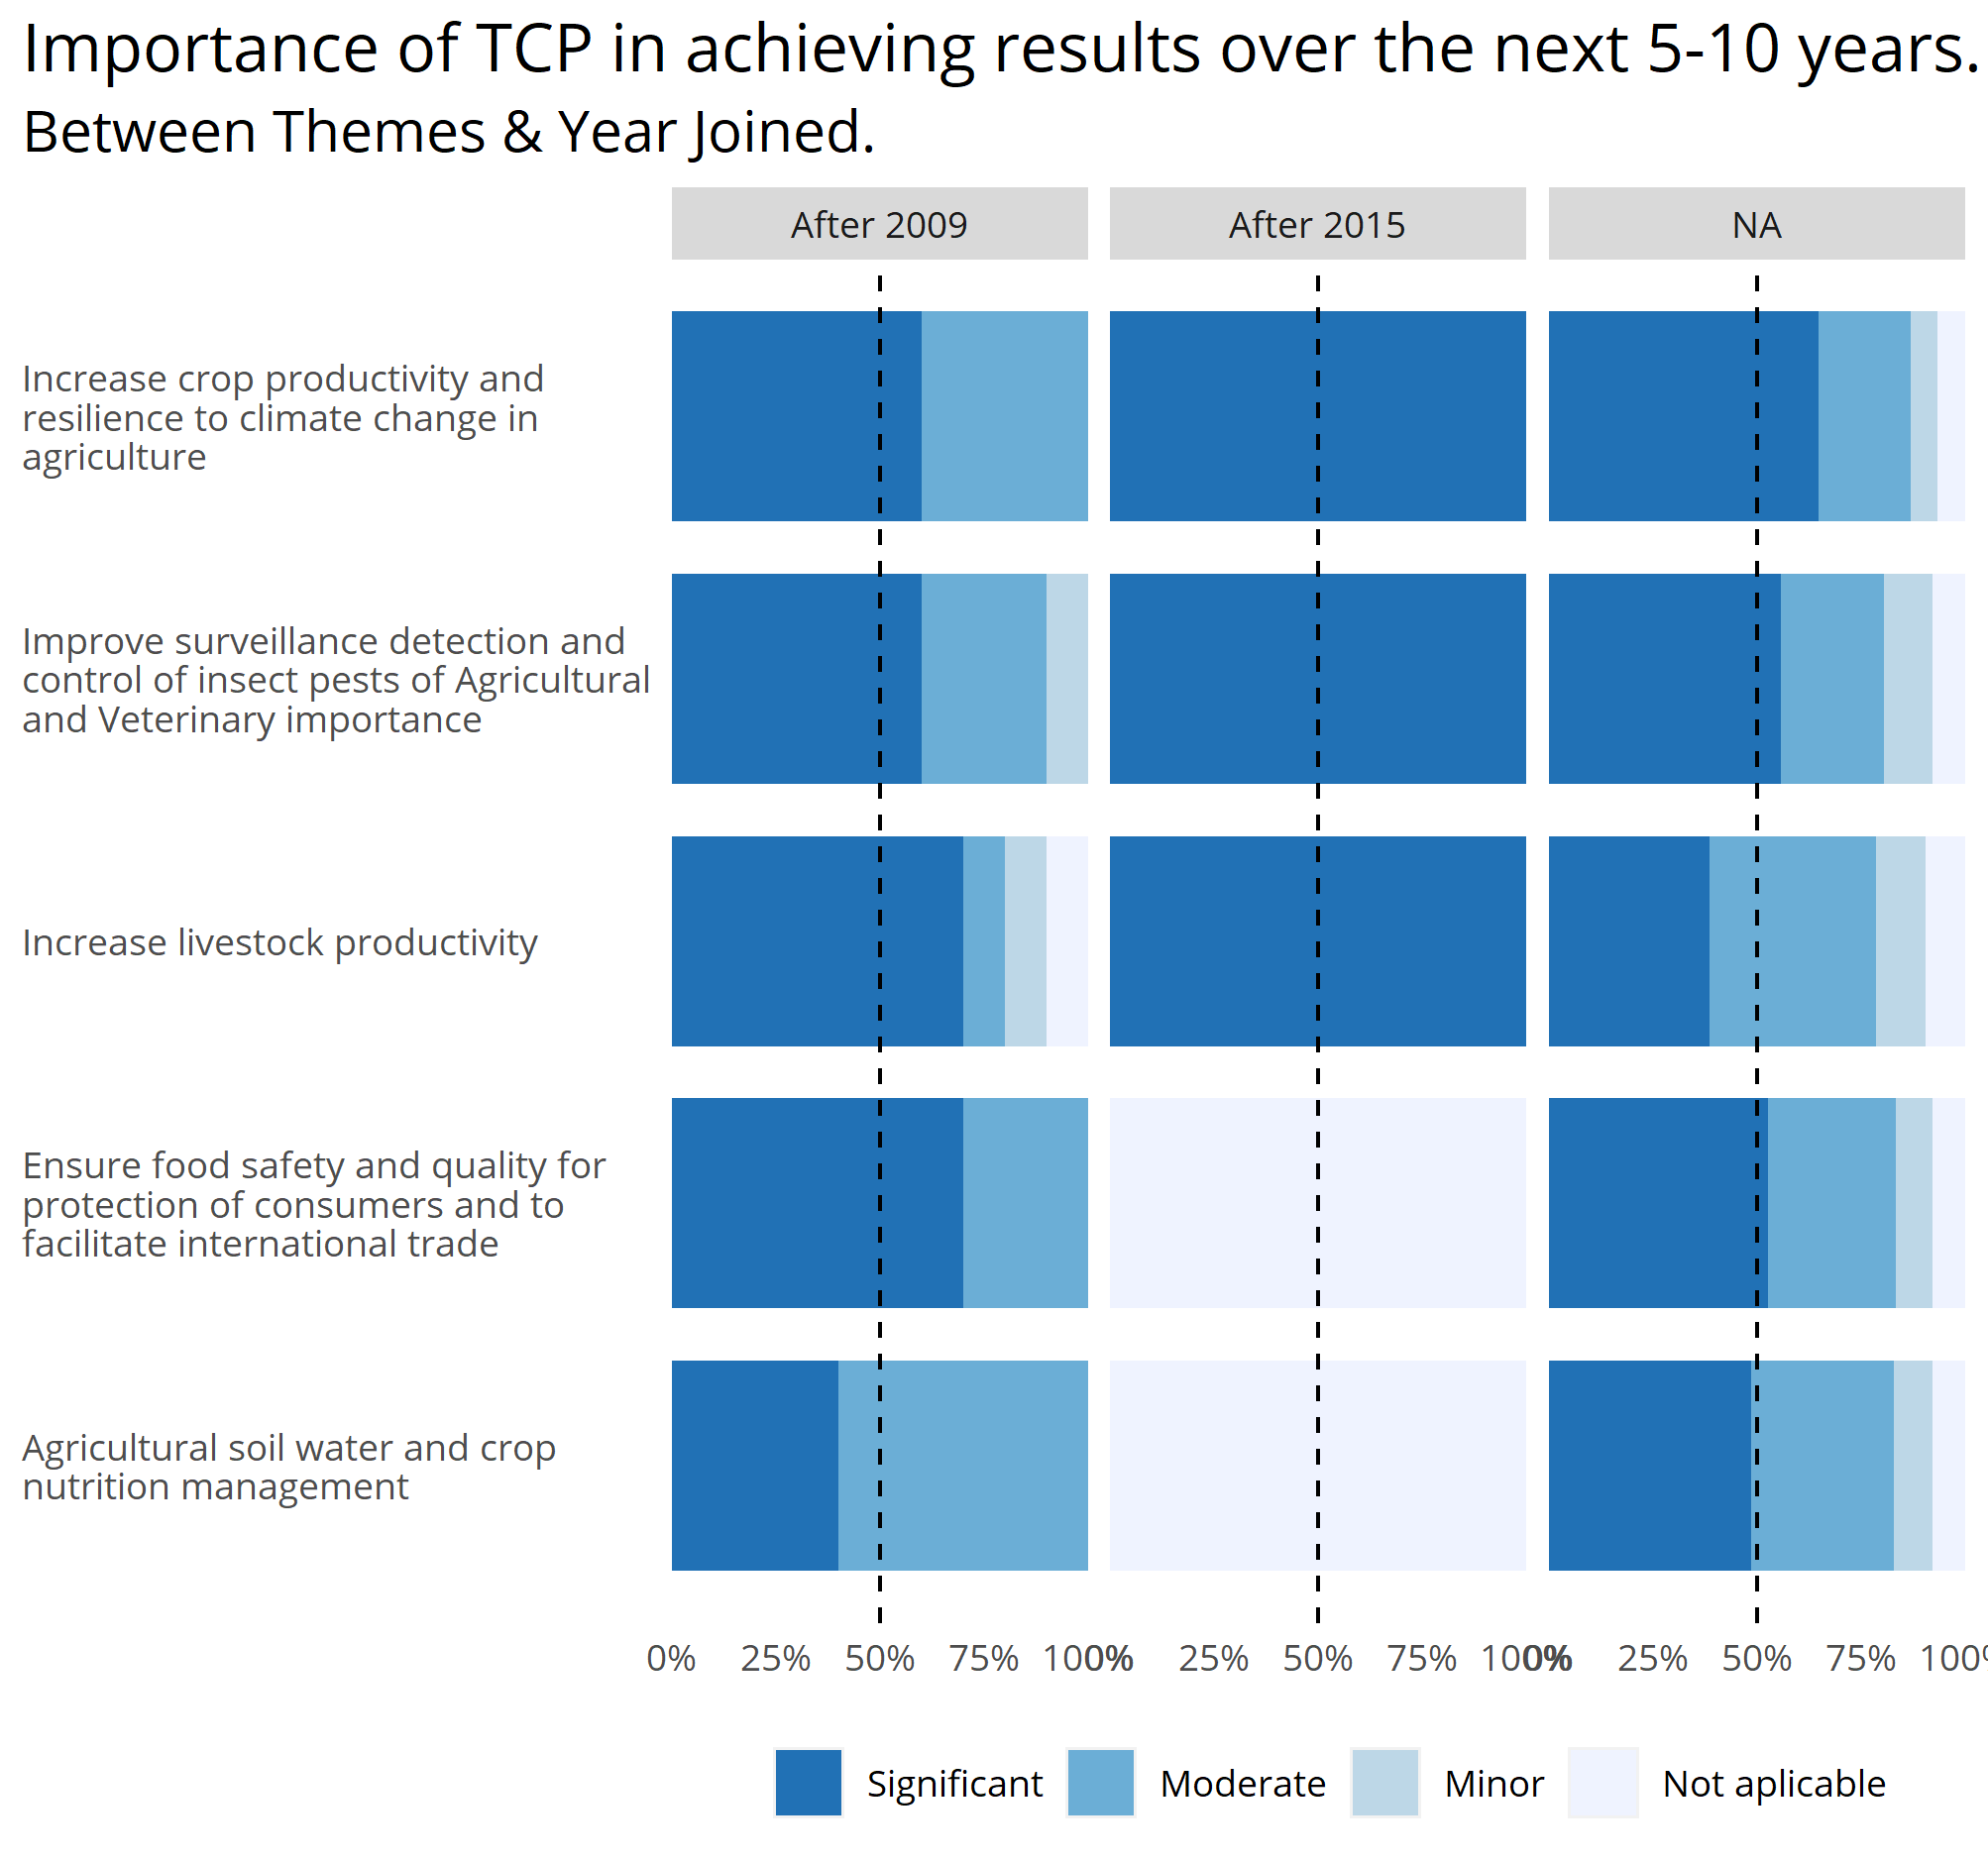 Importance of TCP in achieving results over the next 5-10 years.
Between Themes & Year Joined.
After 2009
After 2015
NA
Increase crop productivity and
resilience to climate change in
agriculture
Improve surveillance detection and
control of insect pests of Agricultural
and Veterinary importance
Increase livestock productivity
Ensure food safety and quality for
protection of consumers and to
facilitate international trade
Agricultural soil water and crop
nutrition management
0% 25% 50% 75% 100%
0% 25% 50% 75% 100%
0% 25% 50% 75% 100%
Significant
Moderate
Minor
Not aplicable